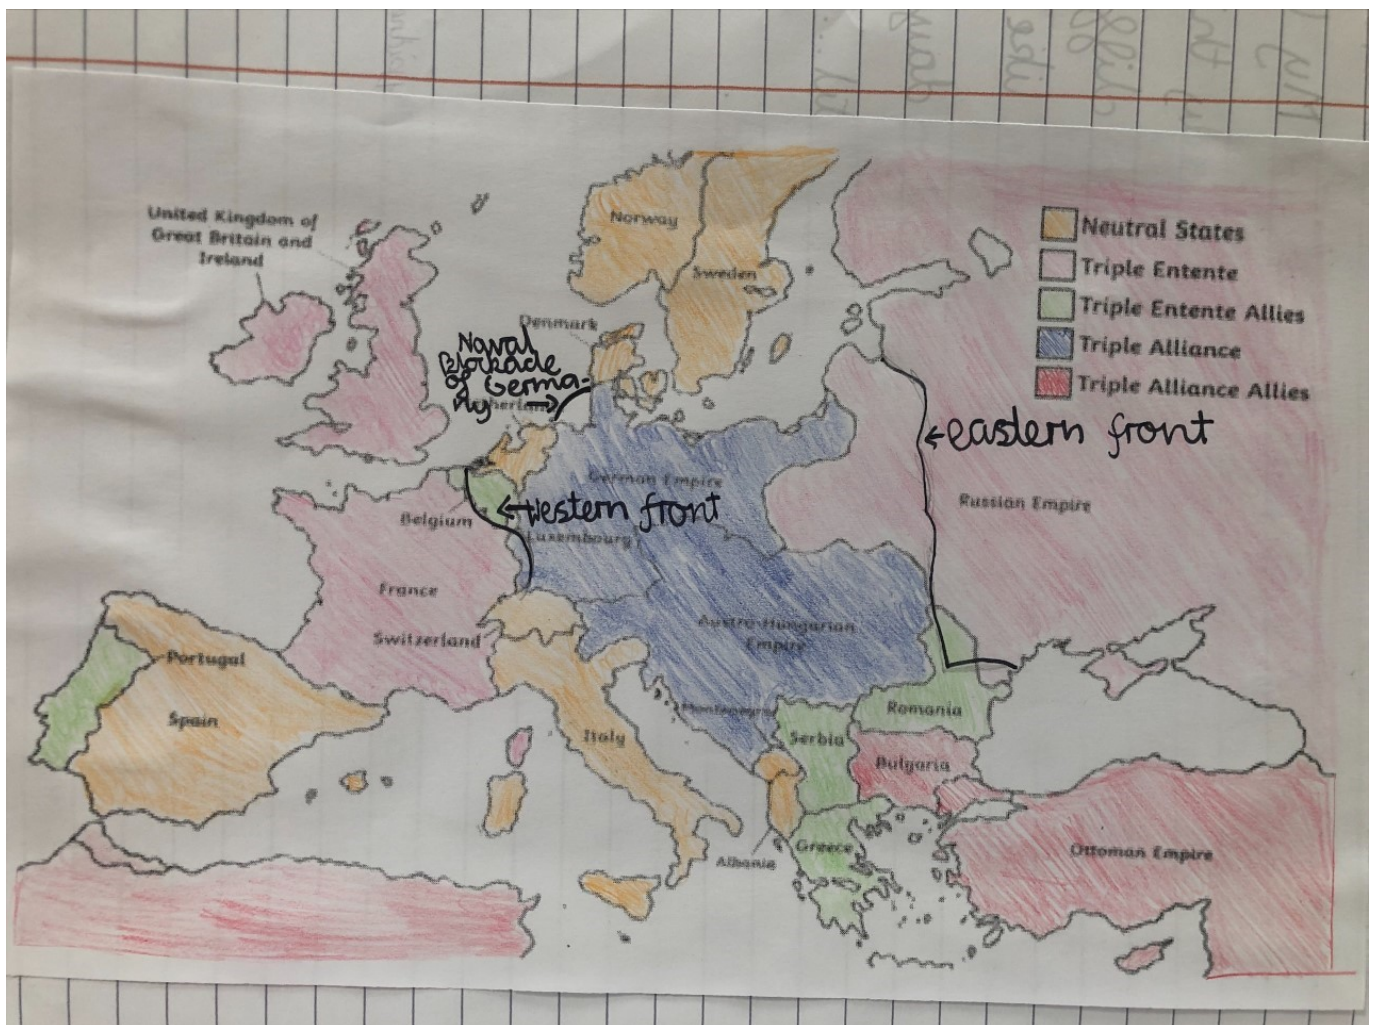 United Kingdom of
Great Britain and
Ireland
Norway
Sweden
Denmark
Naval
Blockade
of Germa-
ny
Neutral States
Triple Entente
Triple Entente Allies
Triple Alliance
Triple Alliance Allies
eastern front
German Empire
Russian Empire
Belgium
western front
Luxembourg
France
Switzerland
Austro-Hungarian
Empire
Portugal
Spain
Italy
Montenegro
Serbia
Romania
Bulgaria
Albania
Greece
Ottoman Empire